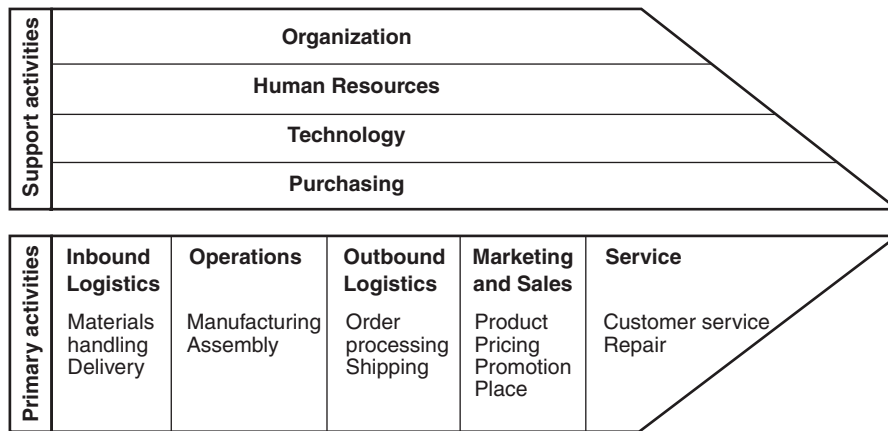 Support activities
Organization
Human Resources
Technology
Purchasing
Primary activities
Inbound
Logistics
Materials
handling
Delivery
Operations
Manufacturing
Assembly
Outbound
Logistics
Order
processing
Shipping
Marketing
and Sales
Product
Pricing
Promotion
Place
Service
Customer service
Repair